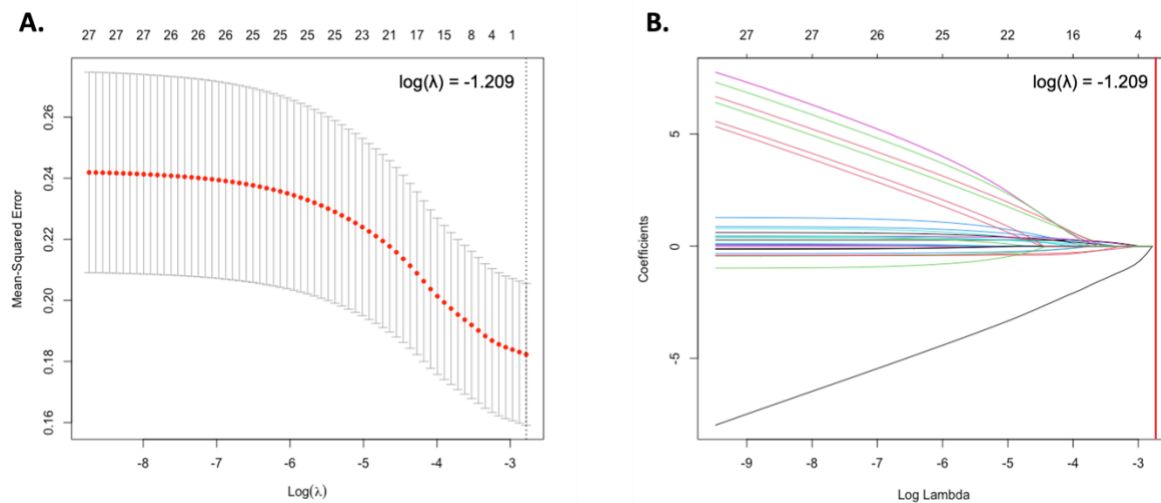 A.
27 27 27 26 26 26 25 25 25 25 23 21 17 15 8 4 1
log(λ) = -1.209
Mean-Squared Error
0.26
0.24
0.22
0.20
0.18
0.16
-8 -7 -6 -5 -4 -3
Log(λ)
B.
27 27 26 25 22 16 4
log(λ) = -1.209
Coefficients
5
0
-5
-9 -8 -7 -6 -5 -4 -3
Log Lambda